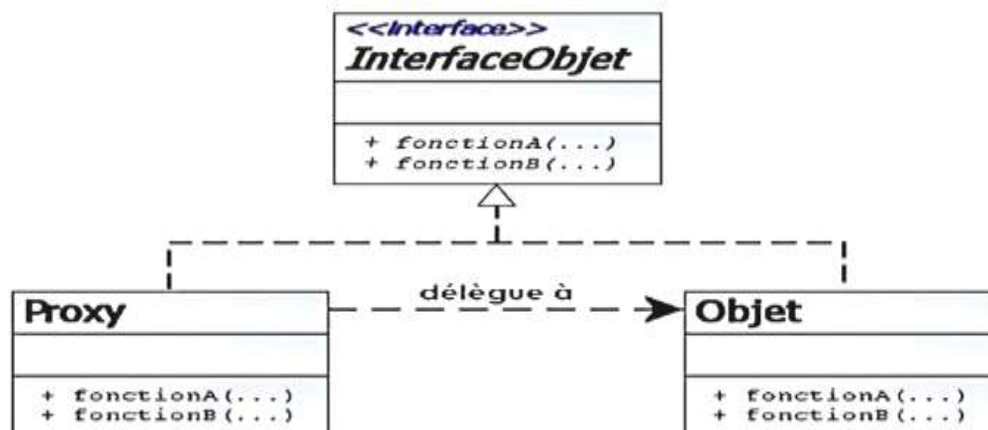 <<Interface>>
InterfaceObjet
+ fonctionA(...)
+ fonctionB(...)
délègue à
Proxy
+ fonctionA(...)
+ fonctionB(...)
Objet
+ fonctionA(...)
+ fonctionB(...)